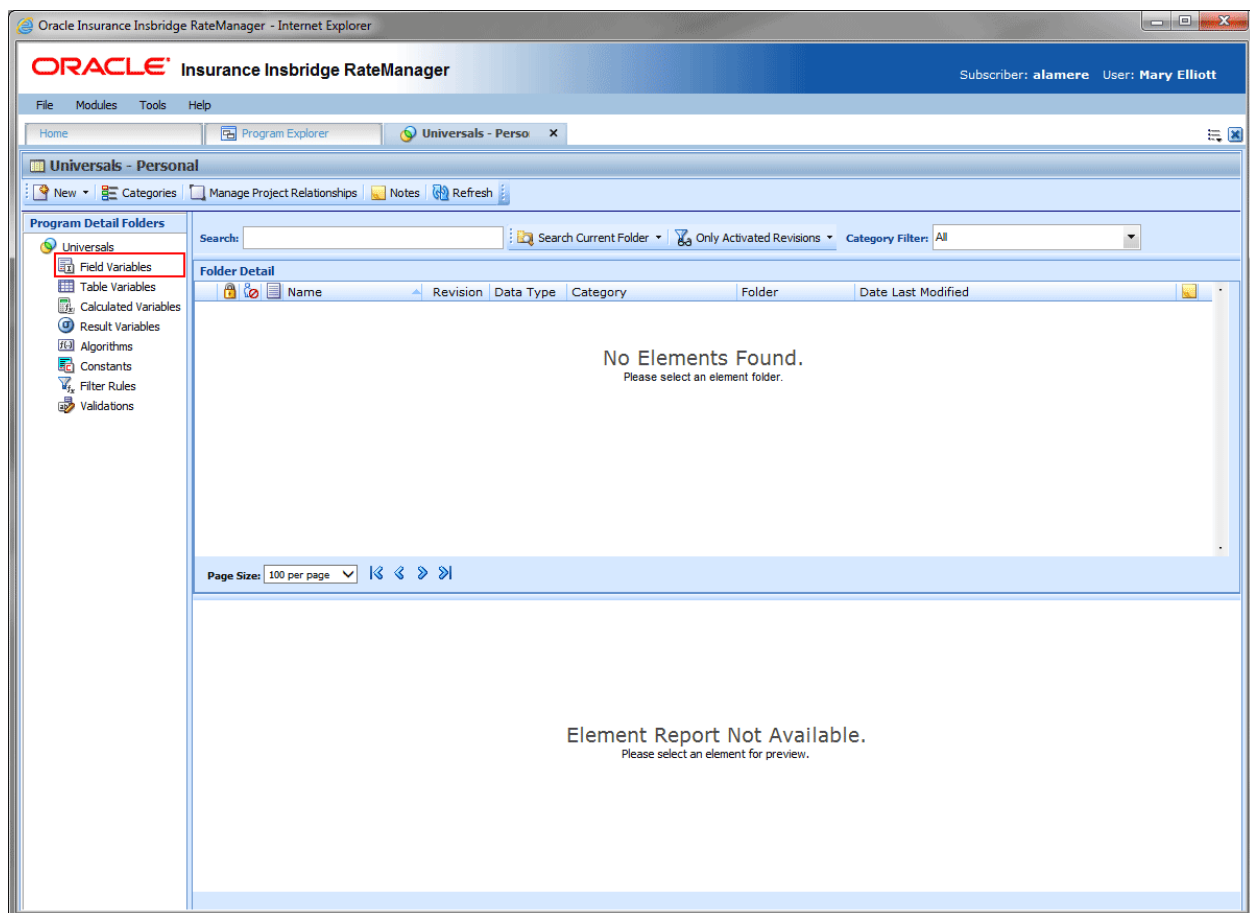 Oracle Insurance Insbridge RateManager - Internet Explorer
ORACLE Insurance Insbridge RateManager
Subscriber: alamere User: Mary Elliott
File Modules Tools Help
Home Program Explorer Universals - Perso
Universals - Personal
New Categories Manage Project Relationships Notes Refresh
Program Detail Folders
Universals
Field Variables
Table Variables
Calculated Variables
Result Variables
Algorithms
Constants
Filter Rules
Validations
Search: Search Current Folder Only Activated Revisions Category Filter: All
Folder Detail
Name Revision Data Type Category Folder Date Last Modified
No Elements Found.
Please select an element folder.
Page Size: 100 per page
Element Report Not Available.
Please select an element for preview.